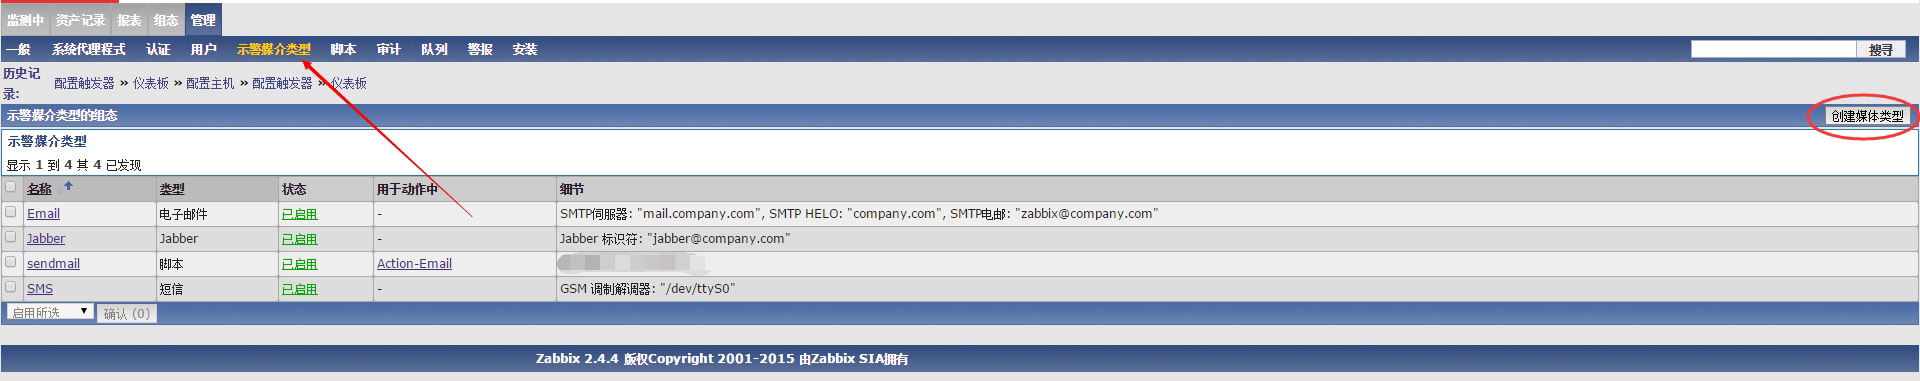 监测中 资产记录 报表 组态 管理
一般 系统代理程式 认证 用户 示警媒介类型 脚本 审计 队列 警报 安装 搜寻
历史记录: 配置触发器 » 仪表板 » 配置主机 » 配置触发器 » 仪表板
示警媒介类型的组态 创建媒体类型
示警媒介类型
显示 1 到 4 其 4 已发现
名称 类型 状态 用于动作中 细节
Email 电子邮件 已启用 - SMTP伺服器: "mail.company.com", SMTP HELO: "company.com", SMTP电邮: "zabbix@company.com"
Jabber Jabber 已启用 - Jabber 标识符: "jabber@company.com"
sendmail 脚本 已启用 Action-Email
SMS 短信 已启用 - GSM 调制解调器: "/dev/ttyS0"
启用所选 确认 (0)
Zabbix 2.4.4 版权Copyright 2001-2015 由Zabbix SIA拥有